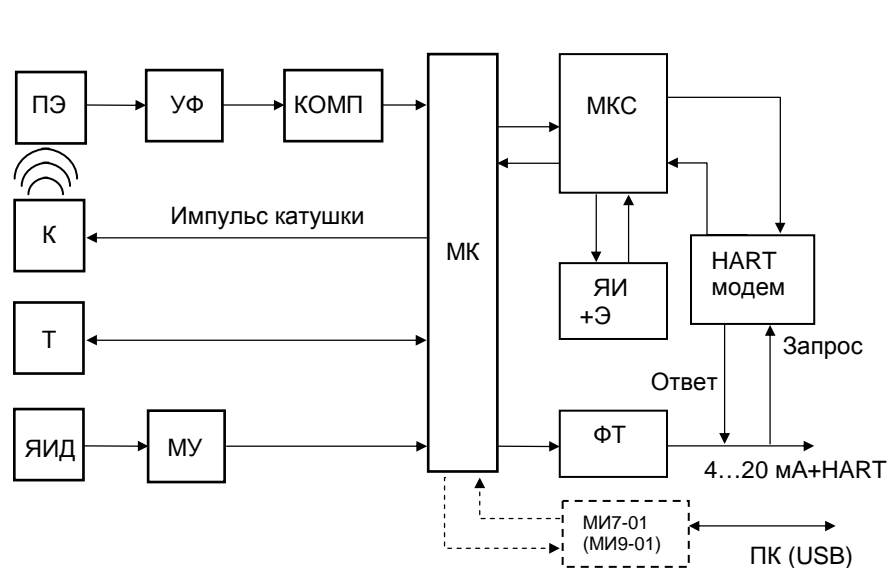 ПЭ
УФ
КОМП
МКС
К
Импульс катушки
МК
ЯИ
+Э
HART
модем
Т
Запрос
Ответ
ЯИД
МУ
ФТ
4…20 мА+HART
МИ7-01
(МИ9-01)
ПК (USB)